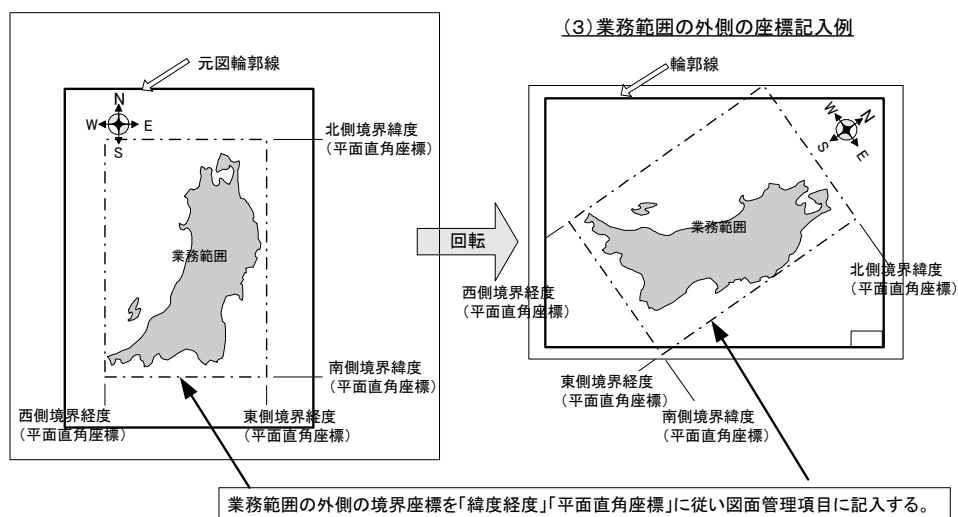 (3)業務範囲の外側の座標記入例
元図輪郭線
N
W
E
S
北側境界緯度
(平面直角座標)
業務範囲
南側境界緯度
(平面直角座標)
西側境界経度
(平面直角座標)
東側境界経度
(平面直角座標)
回転
輪郭線
W
N
S
E
業務範囲
北側境界緯度
(平面直角座標)
西側境界経度
(平面直角座標)
東側境界経度
(平面直角座標)
南側境界緯度
(平面直角座標)
業務範囲の外側の境界座標を「緯度経度」「平面直角座標」に従い図面管理項目に記入する。